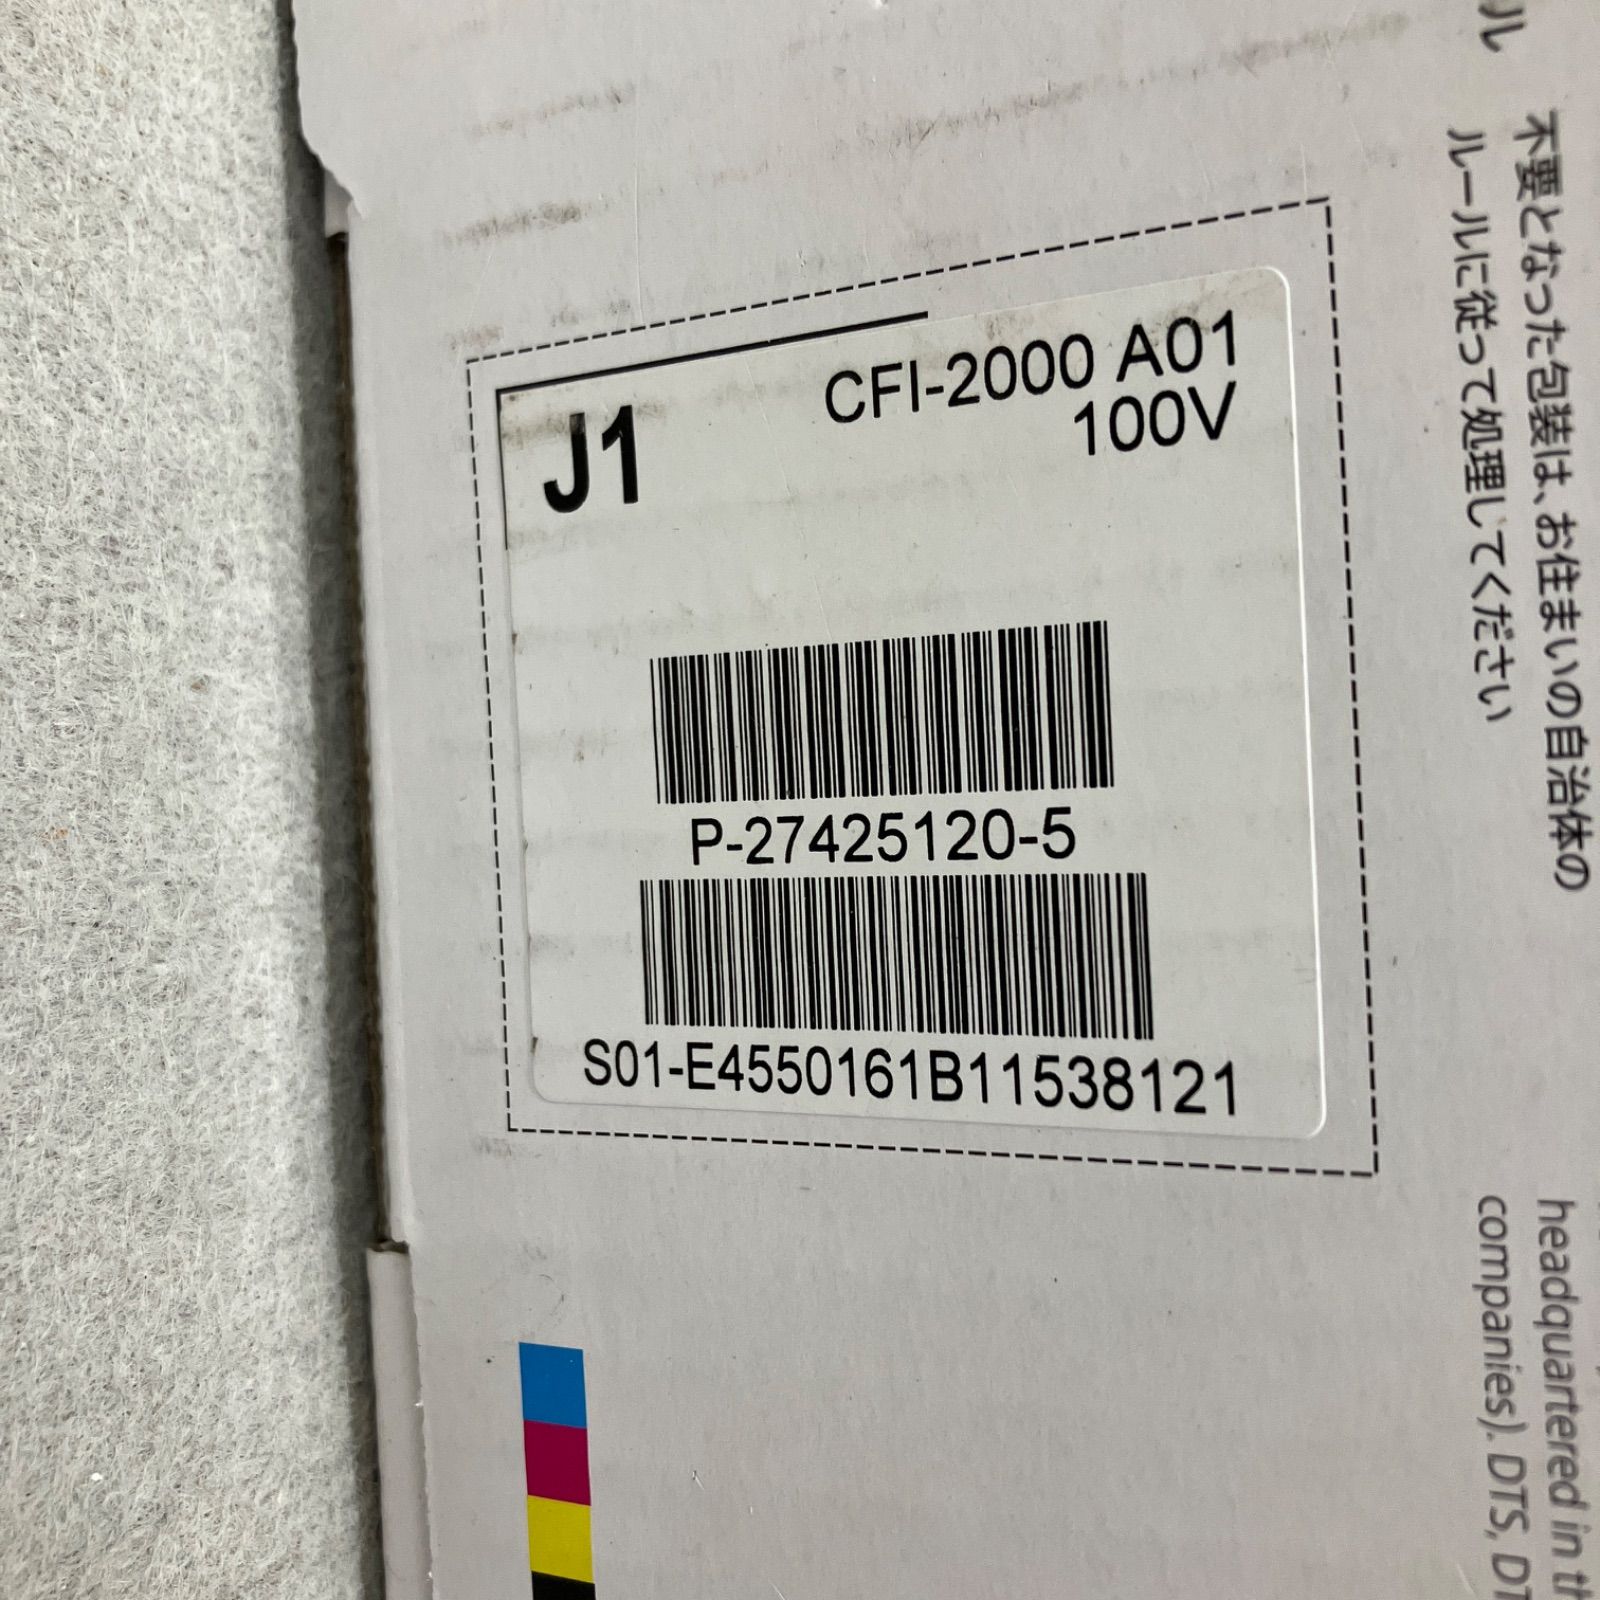 J1
CFI-2000 A01
100V
P-27425120-5
S01-E4550161B11538121
不要となった包装は、お住まいの自治体の
ルールに従って処理してください
headquartered in th
companies). DTS, DT